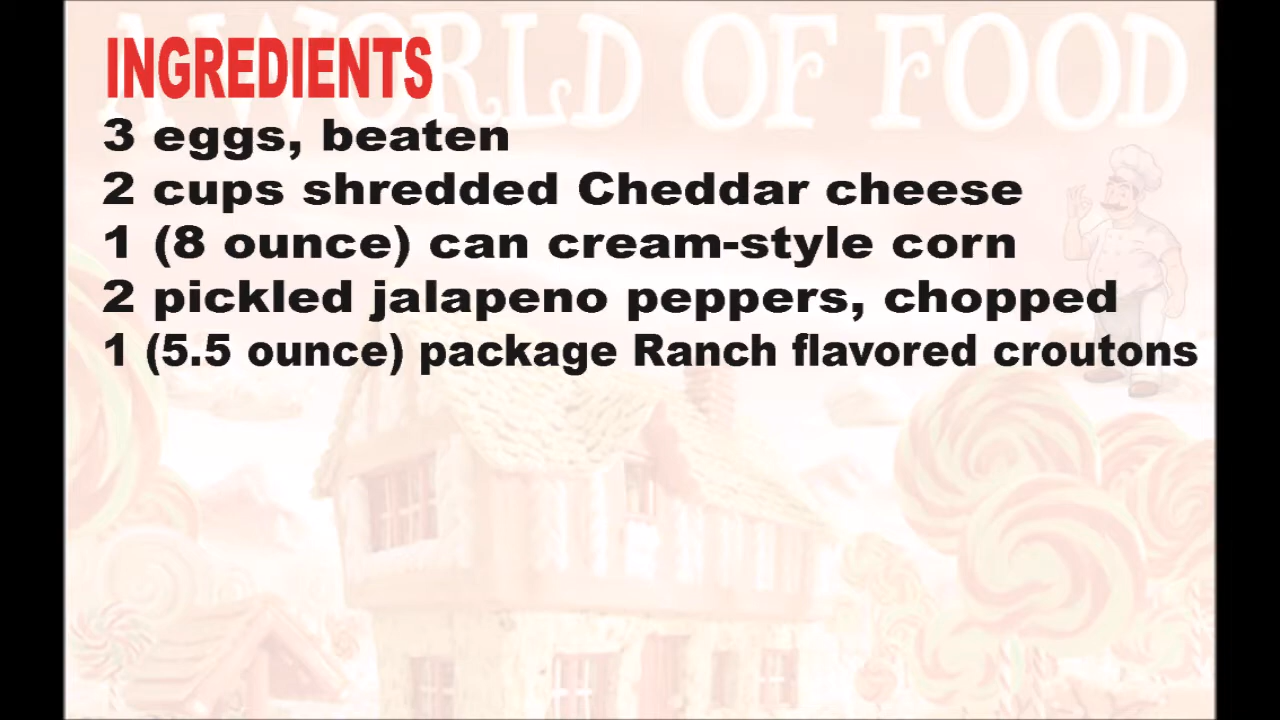 A WORLD OF FOOD
INGREDIENTS
3 eggs, beaten
2 cups shredded Cheddar cheese
1 (8 ounce) can cream-style corn
2 pickled jalapeno peppers, chopped
1 (5.5 ounce) package Ranch flavored croutons